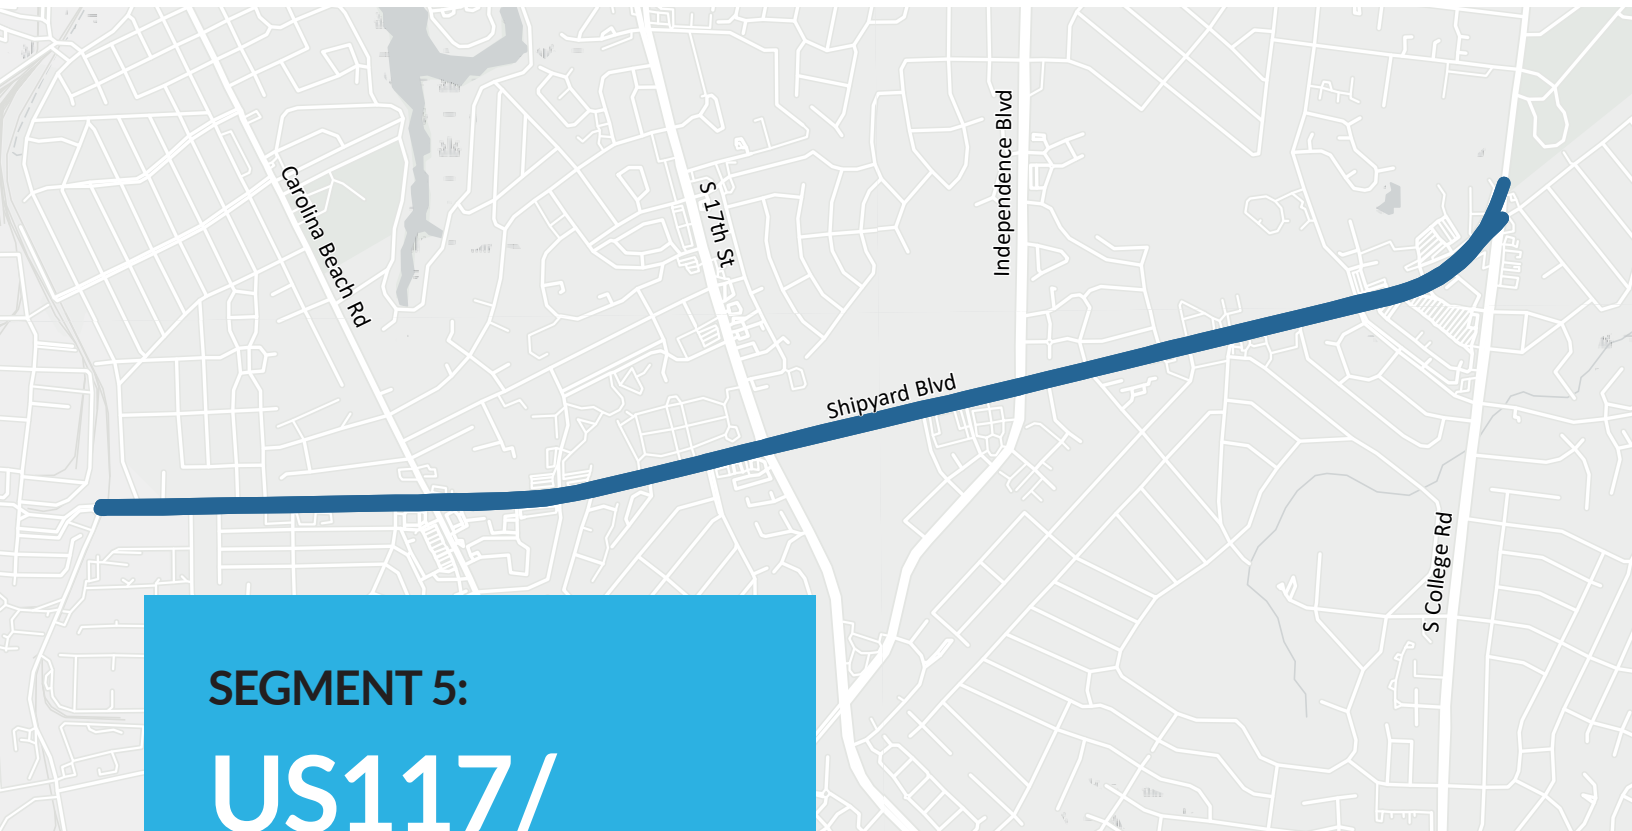 Carolina Beach Rd
S 17th St
Independence Blvd
Shipyard Blvd
S College Rd
SEGMENT 5:
US117/